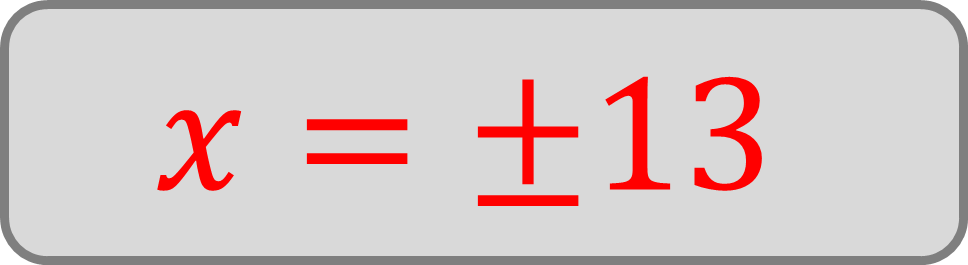 x = ±13